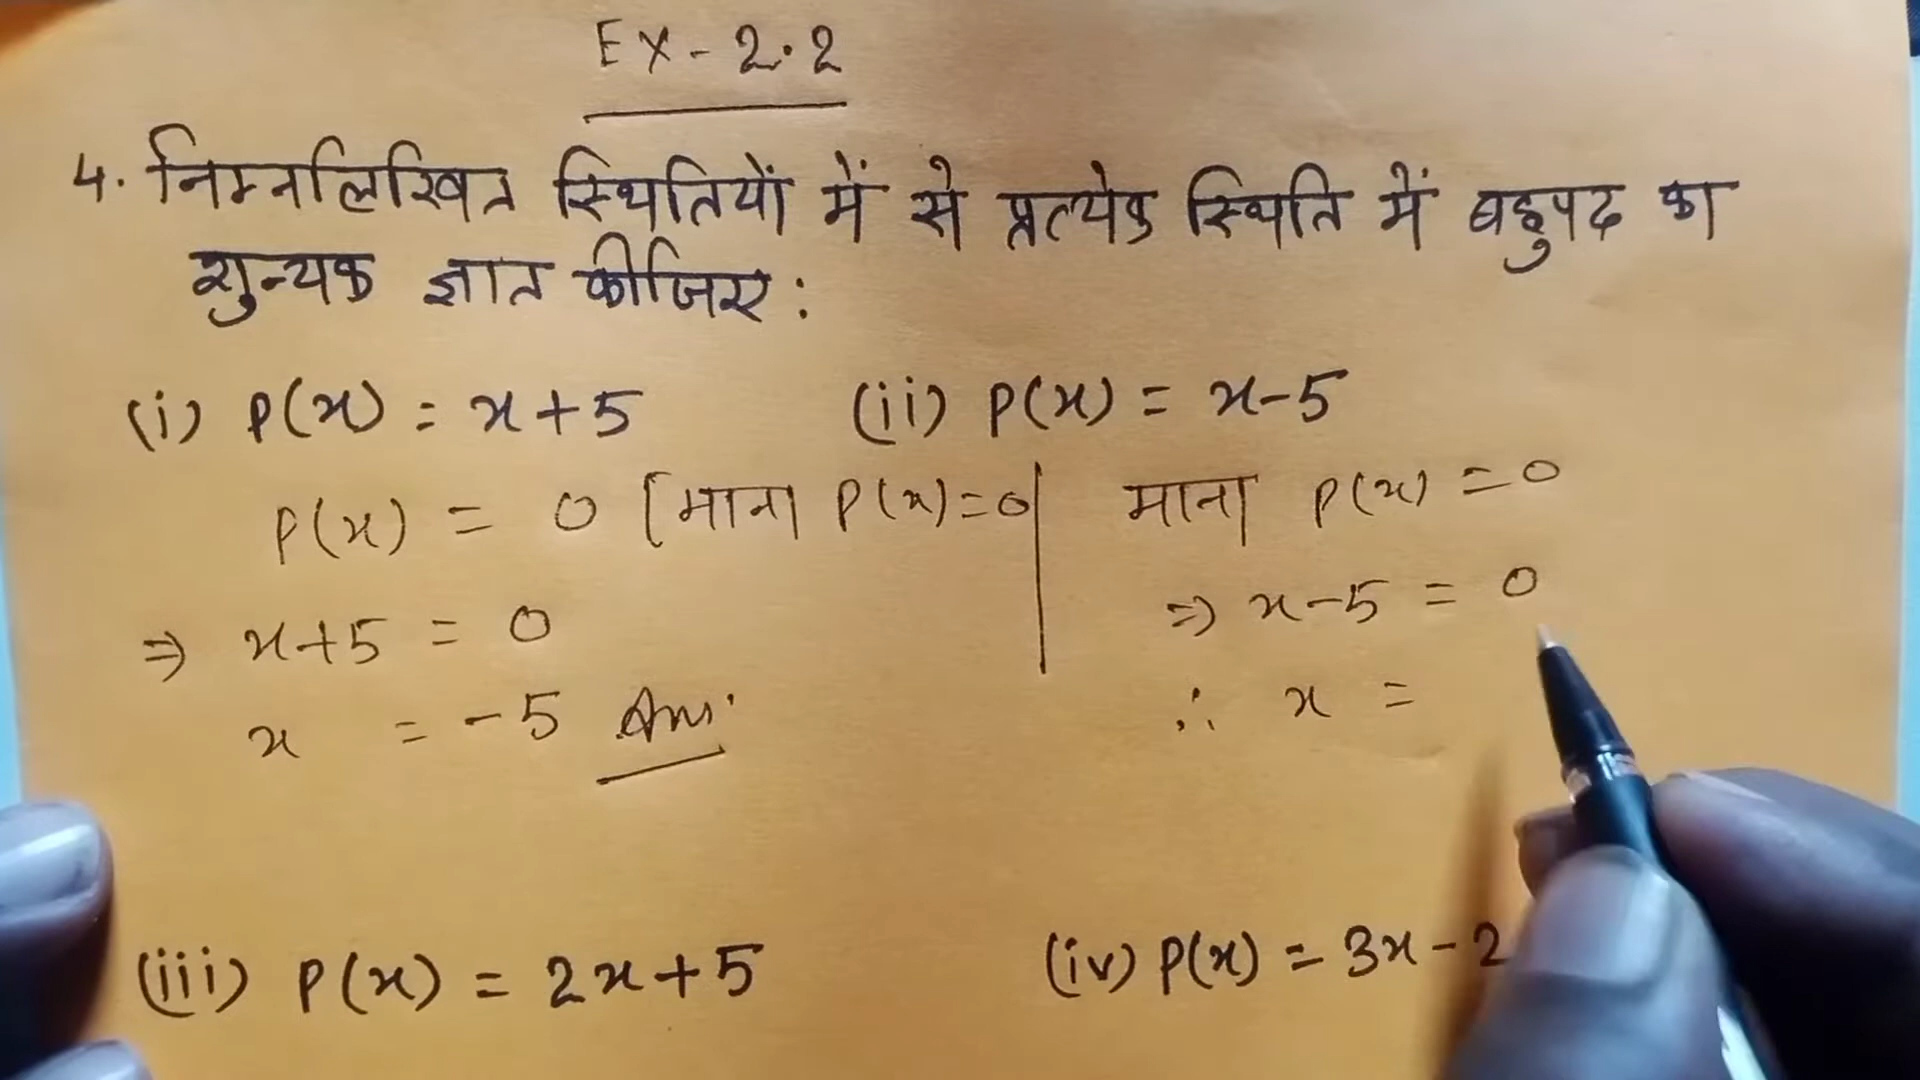 EX - 2.2
4. निम्नलिखित स्थितियों में से प्रत्येक स्थिति में बहुपद का
शुन्यक ज्ञात कीजिए :
(i) P(x) = x+5
(ii) P(x) = x-5
P(x) = 0 [माना P(x)=0
माना P(x) = 0
⇒ x+5 = 0
⇒ x-5 = 0
x = -5 Ans.
∴ x =
(iii) P(x) = 2x+5
(iv) P(x) = 3x-2